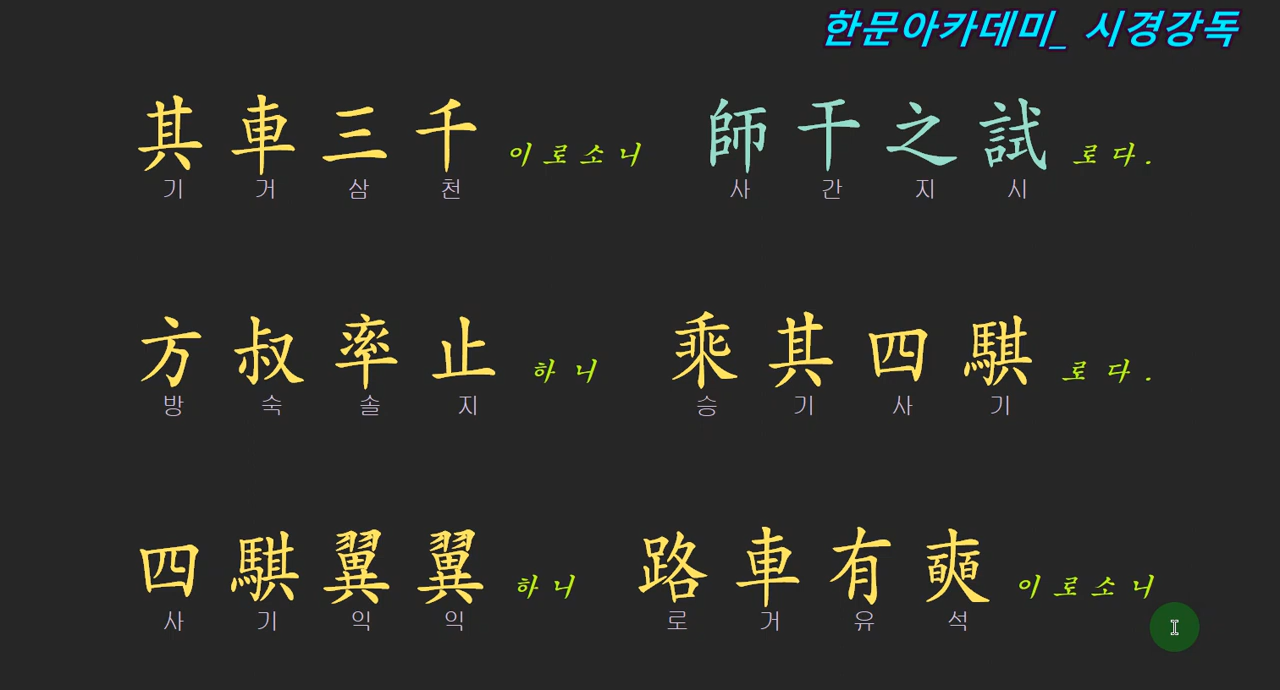 한문아카데미_ 시경강독
其車三千 이로소니 師干之試 로다.
기 거 삼 천 사 간 지 시
方叔率止 하니 乘其四騏 로다.
방 숙 솔 지 승 기 사 기
四騏翼翼 하니 路車有奭 이로소니
사 기 익 익 로 거 유 석